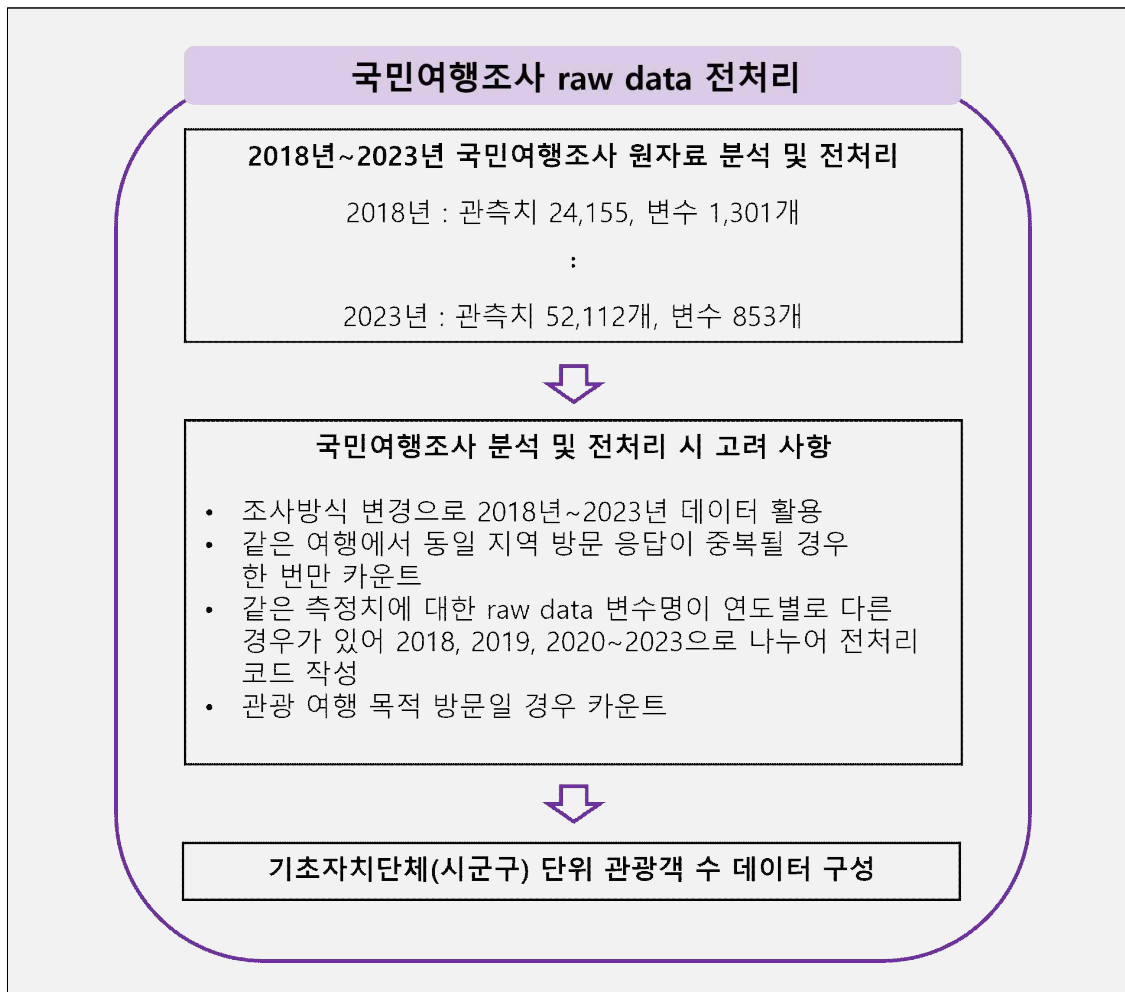 국민여행조사 raw data 전처리
2018년~2023년 국민여행조사 원자료 분석 및 전처리
2018년 : 관측치 24,155, 변수 1,301개
:
2023년 : 관측치 52,112개, 변수 853개
국민여행조사 분석 및 전처리 시 고려 사항
• 조사방식 변경으로 2018년~2023년 데이터 활용
• 같은 여행에서 동일 지역 방문 응답이 중복될 경우
한 번만 카운트
• 같은 측정치에 대한 raw data 변수명이 연도별로 다른
경우가 있어 2018, 2019, 2020~2023으로 나누어 전처리
코드 작성
• 관광 여행 목적 방문일 경우 카운트
기초자치단체(시군구) 단위 관광객 수 데이터 구성